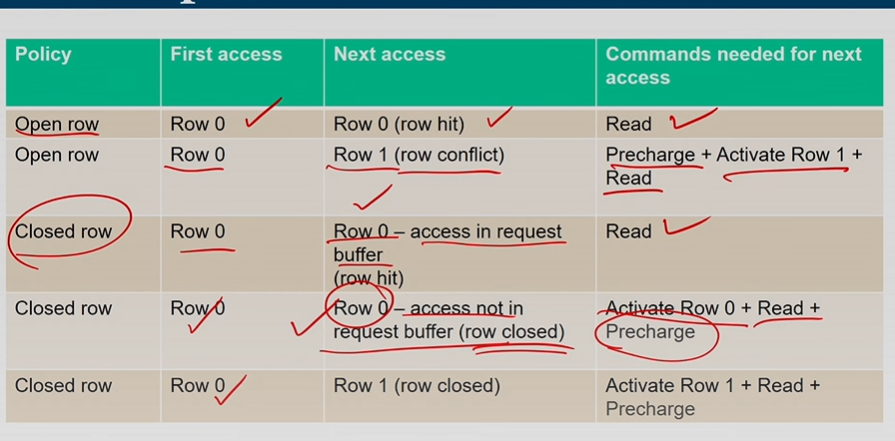 Policy
First access
Next access
Commands needed for next
access
Open row
Row 0
Row 0 (row hit)
Read
Open row
Row 0
Row 1 (row conflict)
Precharge + Activate Row 1 +
Read
Closed row
Row 0
Row 0 – access in request
buffer
(row hit)
Read
Closed row
Row 0
Row 0 – access not in
request buffer (row closed)
Activate Row 0 + Read +
Precharge
Closed row
Row 0
Row 1 (row closed)
Activate Row 1 + Read +
Precharge